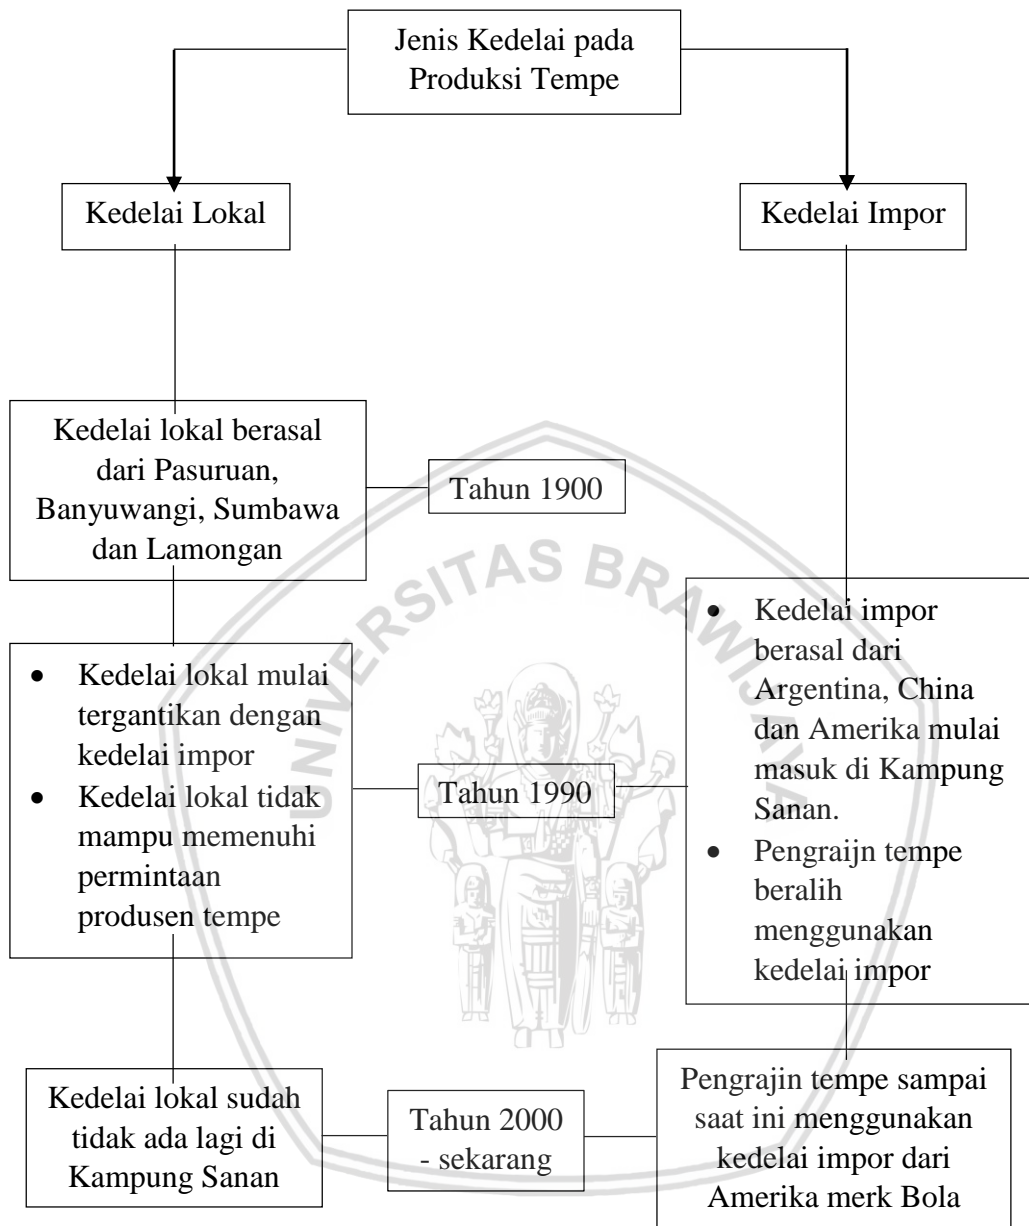 Jenis Kedelai pada
Produksi Tempe
Kedelai Lokal
Kedelai Impor
Kedelai lokal berasal
dari Pasuruan,
Banyuwangi, Sumbawa
dan Lamongan
Tahun 1900
UNIVERSITAS BRAWIJAYA
• Kedelai lokal mulai
tergantikan dengan
kedelai impor
• Kedelai lokal tidak
mampu memenuhi
permintaan
produsen tempe
Tahun 1990
• Kedelai impor
berasal dari
Argentina, China
dan Amerika mulai
masuk di Kampung
Sanan.
• Pengraijn tempe
beralih
menggunakan
kedelai impor
Kedelai lokal sudah
tidak ada lagi di
Kampung Sanan
Tahun 2000
- sekarang
Pengrajin tempe sampai
saat ini menggunakan
kedelai impor dari
Amerika merk Bola